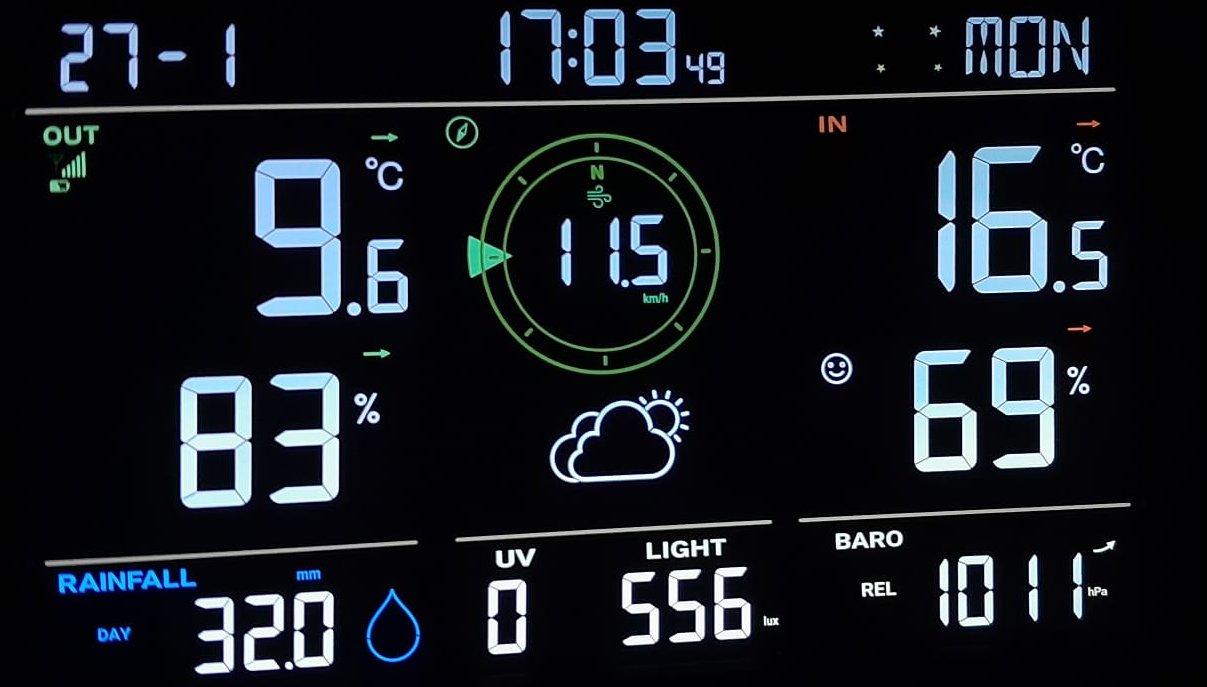 27-1 17:03 49 MON
OUT IN
9.6 °C
N
11.5 km/h
16.5 °C
83 %
69 %
RAINFALL mm
DAY 32.0
UV
0
LIGHT
556 lux
BARO
REL 1011 hPa